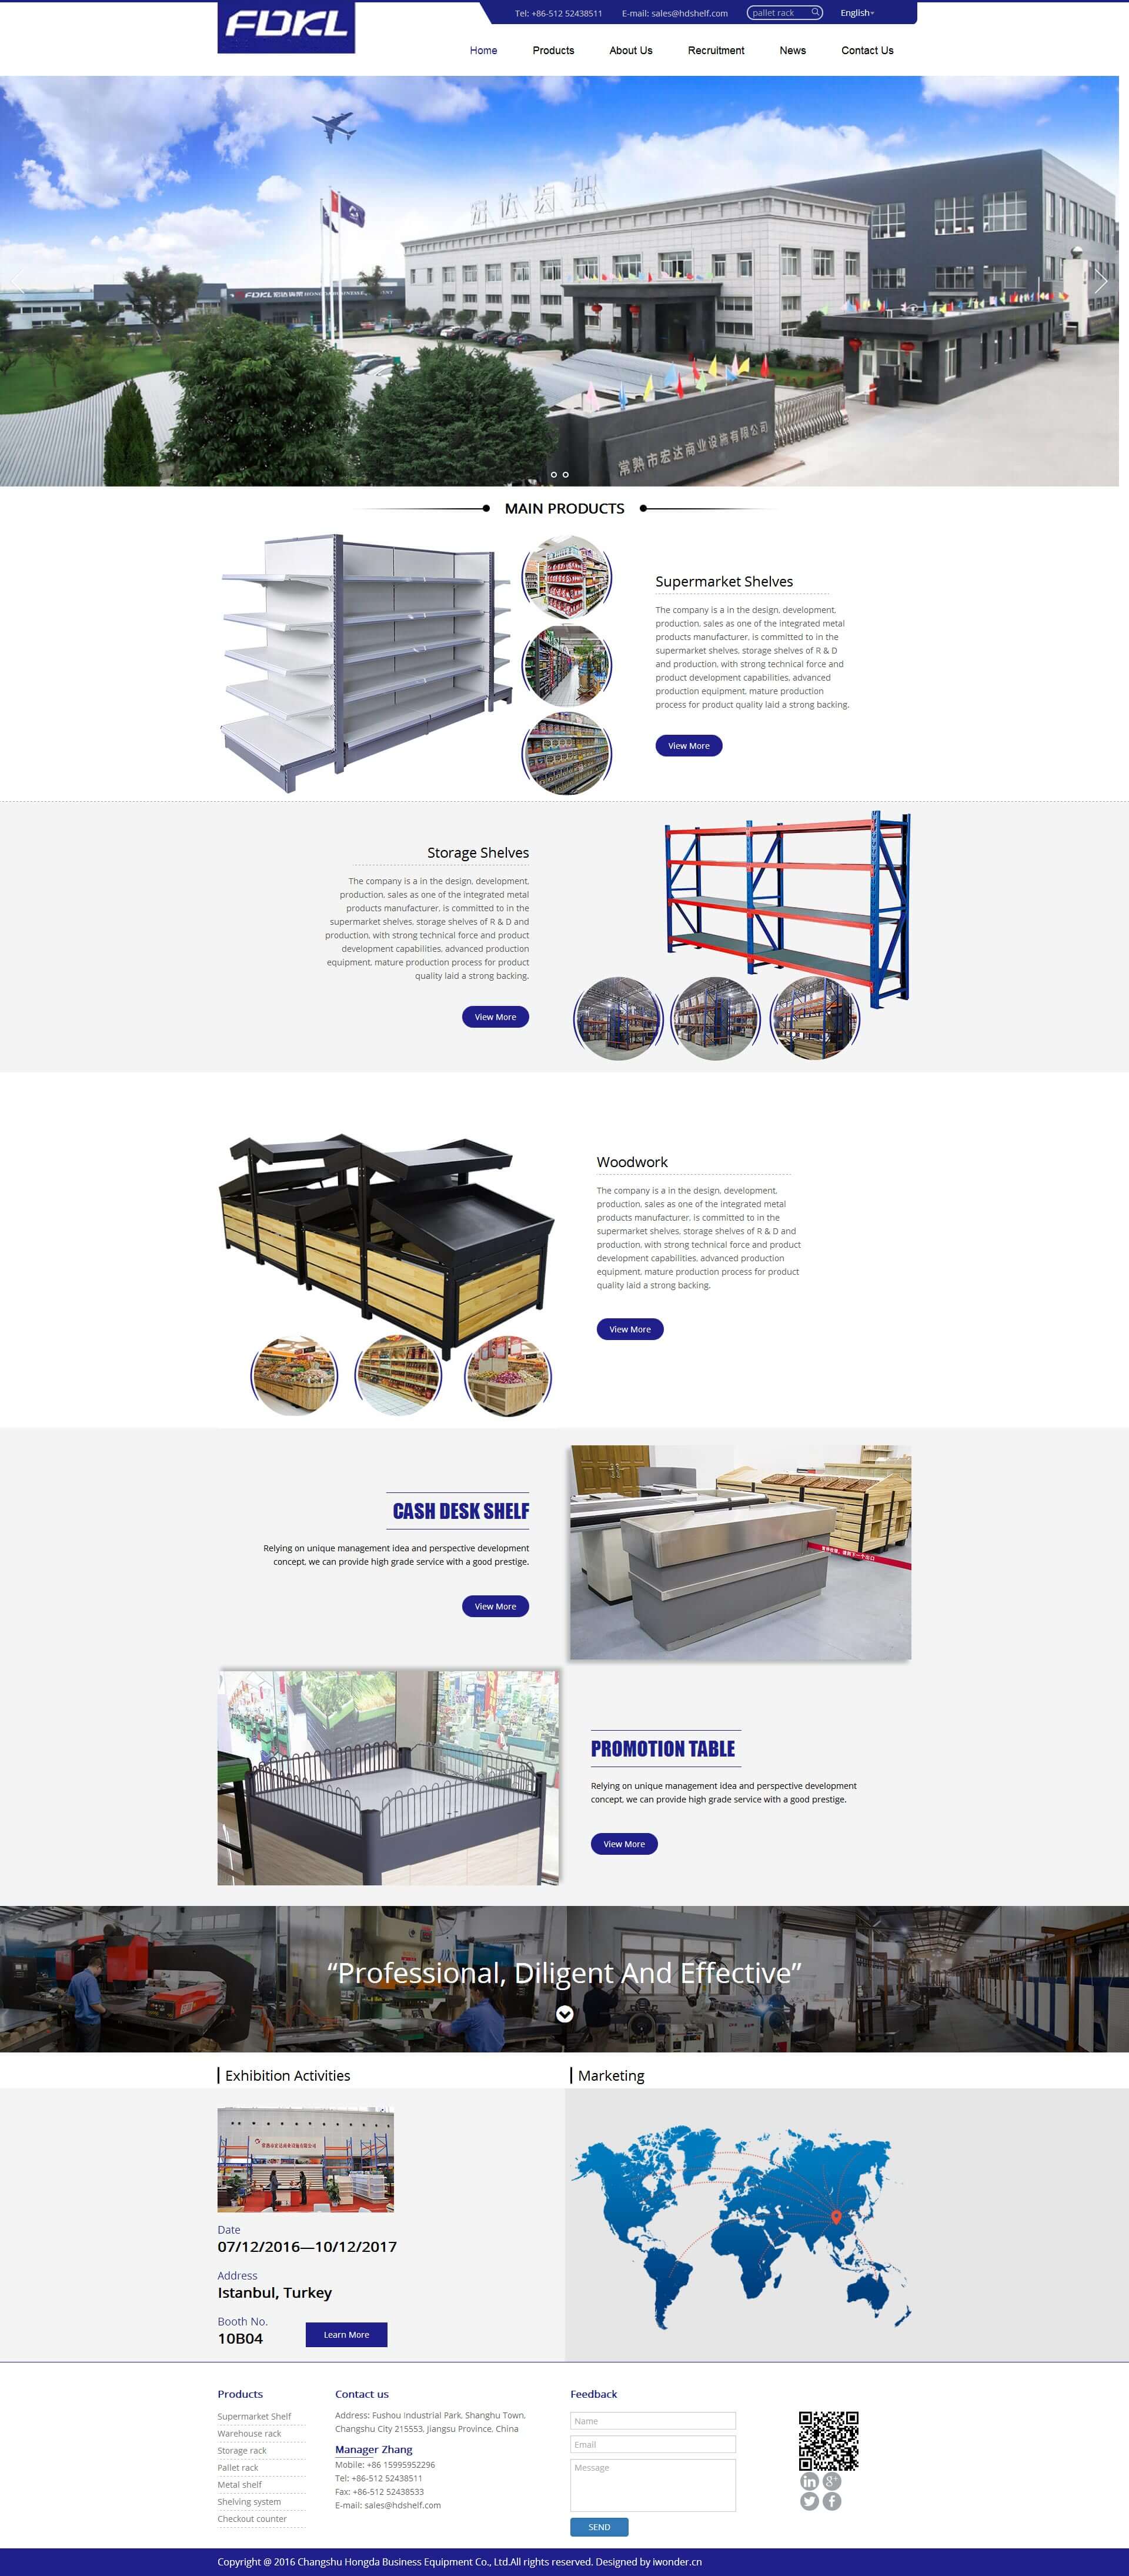 FDKL
Tel: +86-512 52438511
E-mail: sales@hdshelf.com
pallet rack
English
Home
Products
About Us
Recruitment
News
Contact Us
FDKL
常熟市宏达商业设施有限公司
MAIN PRODUCTS
Supermarket Shelves
The company is a in the design, development,
production, sales as one of the integrated metal
products manufacturer, is committed to in the
supermarket shelves, storage shelves of R & D
and production, with strong technical force and
product development capabilities, advanced
production equipment, mature production
process for product quality laid a strong backing.
View More
Storage Shelves
The company is a in the design, development,
production, sales as one of the integrated metal
products manufacturer, is committed to in the
supermarket shelves, storage shelves of R & D and
production, with strong technical force and product
development capabilities, advanced production
equipment, mature production process for product
quality laid a strong backing.
View More
Woodwork
The company is a in the design, development,
production, sales as one of the integrated metal
products manufacturer, is committed to in the
supermarket shelves, storage shelves of R & D and
production, with strong technical force and product
development capabilities, advanced production
equipment, mature production process for product
quality laid a strong backing.
View More
CASH DESK SHELF
Relying on unique management idea and perspective development
concept, we can provide high grade service with a good prestige.
View More
PROMOTION TABLE
Relying on unique management idea and perspective development
concept, we can provide high grade service with a good prestige.
View More
“Professional, Diligent And Effective”
Exhibition Activities
Marketing
Date
07/12/2016—10/12/2017
Address
Istanbul, Turkey
Booth No.
10B04
Learn More
Products
Supermarket Shelf
Warehouse rack
Storage rack
Pallet rack
Metal shelf
Shelving system
Checkout counter
Contact us
Address: Fushou Industrial Park, Shanghu Town,
Changshu City 215553, Jiangsu Province, China
Manager Zhang
Mobile: +86 15995952296
Tel: +86-512 52438511
Fax: +86-512 52438533
E-mail: sales@hdshelf.com
Feedback
Name
Email
Message
SEND
Copyright @ 2016 Changshu Hongda Business Equipment Co., Ltd.All rights reserved. Designed by iwonder.cn